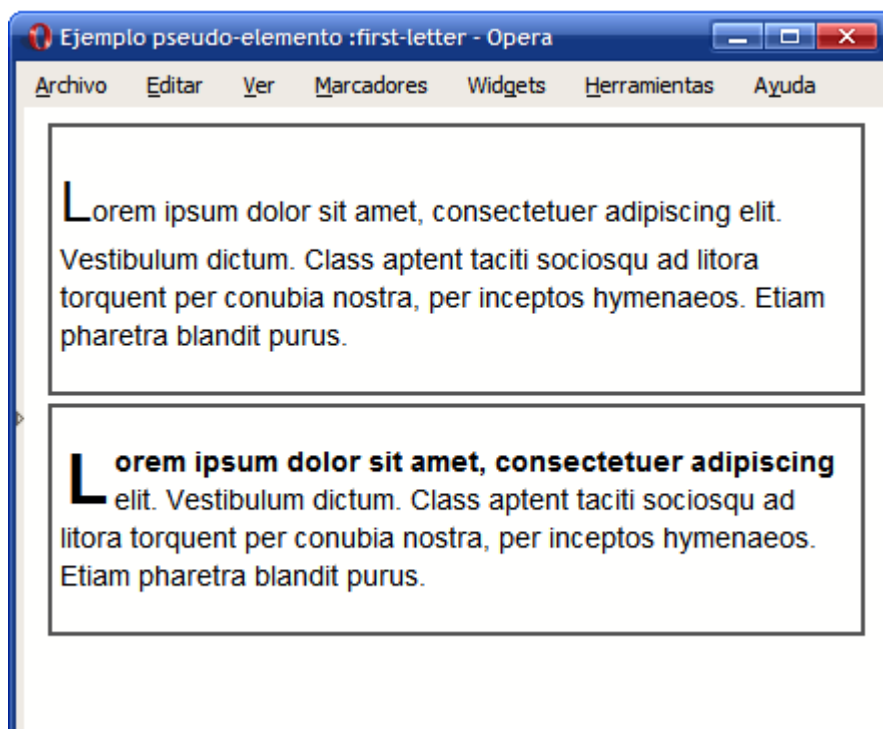 Ejemplo pseudo-elemento :first-letter - Opera
Archivo Editar Ver Marcadores Widgets Herramientas Ayuda
Lorem ipsum dolor sit amet, consectetuer adipiscing elit.
Vestibulum dictum. Class aptent taciti sociosqu ad litora
torquent per conubia nostra, per inceptos hymenaeos. Etiam
pharetra blandit purus.
Lorem ipsum dolor sit amet, consectetuer adipiscing
elit. Vestibulum dictum. Class aptent taciti sociosqu ad
litora torquent per conubia nostra, per inceptos hymenaeos.
Etiam pharetra blandit purus.